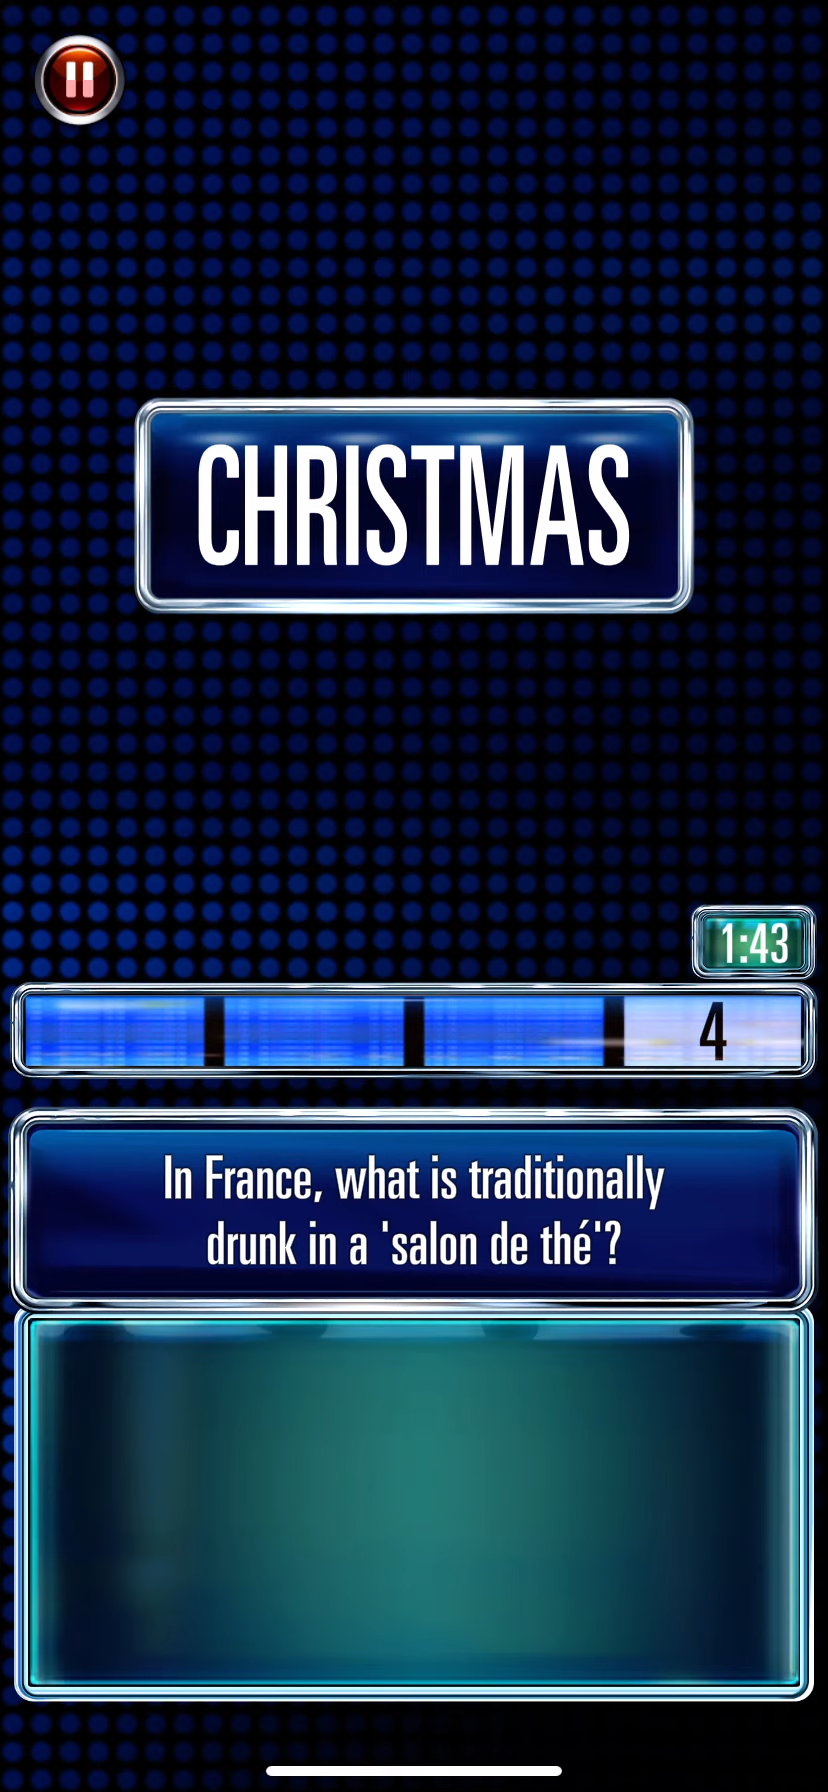 CHRISTMAS
1:43
4
In France, what is traditionally
drunk in a 'salon de thé'?